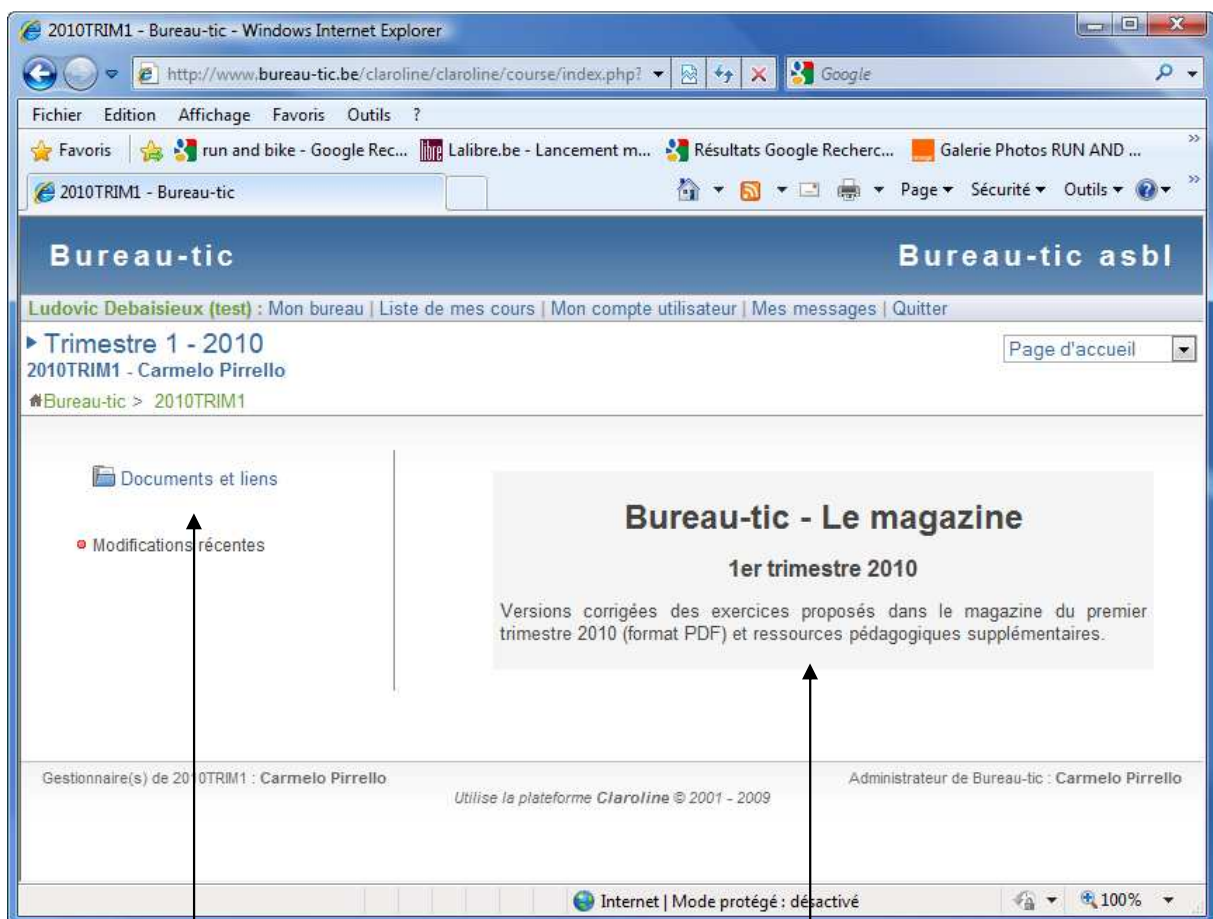 2010TRIM1 - Bureau-tic - Windows Internet Explorer
http://www.bureau-tic.be/claroline/claroline/course/index.php?
Google
Fichier Edition Affichage Favoris Outils ?
Favoris run and bike - Google Rec... libre Lalibre.be - Lancement m... Résultats Google Recherc... Galerie Photos RUN AND ... »
2010TRIM1 - Bureau-tic Page Sécurité Outils »
Bureau-tic Bureau-tic asbl
Ludovic Debaisieux (test) : Mon bureau | Liste de mes cours | Mon compte utilisateur | Mes messages | Quitter
Trimestre 1 - 2010 Page d'accueil
2010TRIM1 - Carmelo Pirrello
Bureau-tic > 2010TRIM1
Documents et liens
Modifications récentes
Bureau-tic - Le magazine
1er trimestre 2010
Versions corrigées des exercices proposés dans le magazine du premier
trimestre 2010 (format PDF) et ressources pédagogiques supplémentaires.
Gestionnaire(s) de 2010TRIM1 : Carmelo Pirrello Administrateur de Bureau-tic : Carmelo Pirrello
Utilise la plateforme Claroline © 2001 - 2009
Internet | Mode protégé : désactivé 100%